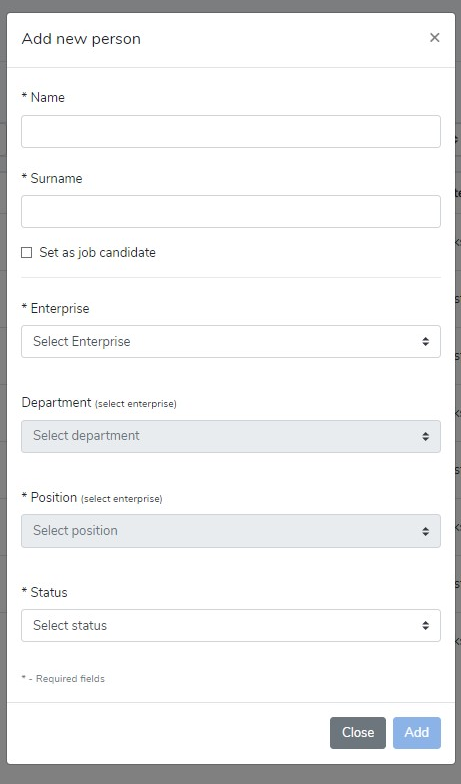 Add new person ×
* Name
* Surname
Set as job candidate
* Enterprise
Select Enterprise
Department (select enterprise)
Select department
* Position (select enterprise)
Select position
* Status
Select status
* - Required fields
Close Add